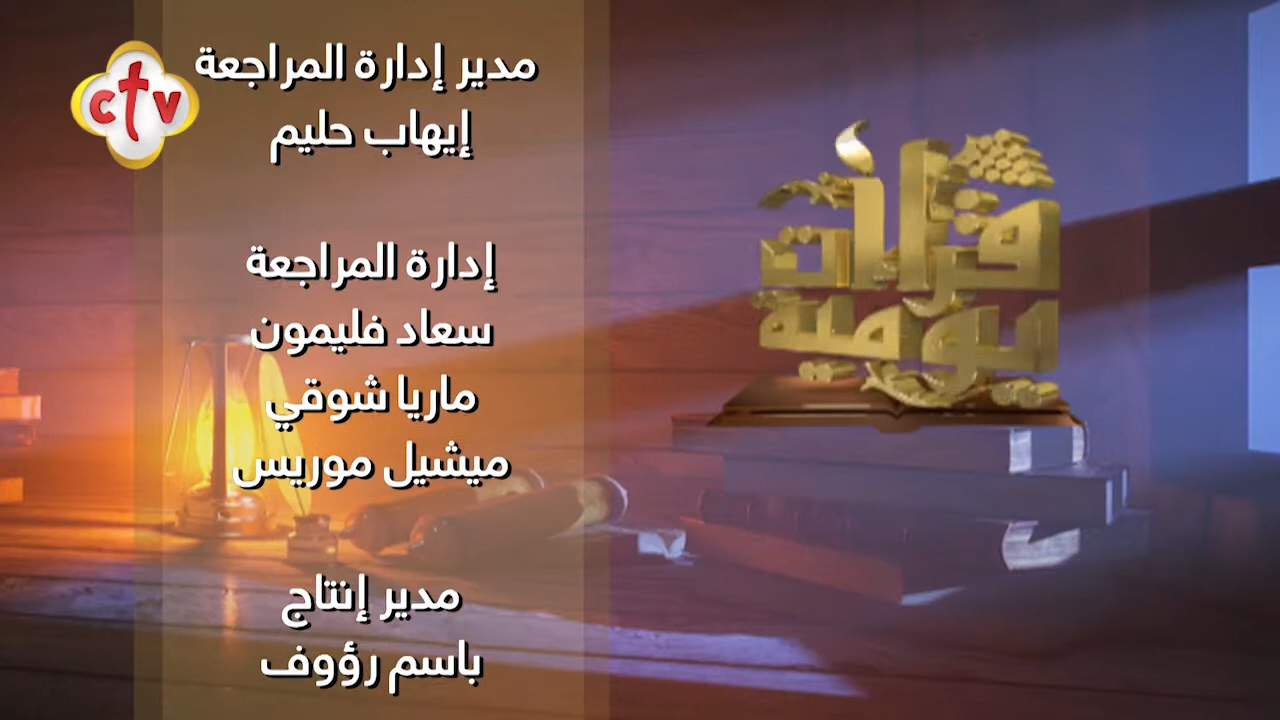 ctv
مدير إدارة المراجعة
إيهاب حليم
إدارة المراجعة
سعاد فليمون
ماريا شوقي
ميشيل موريس
مدير إنتاج
باسم رؤوف
قراءات
يومية